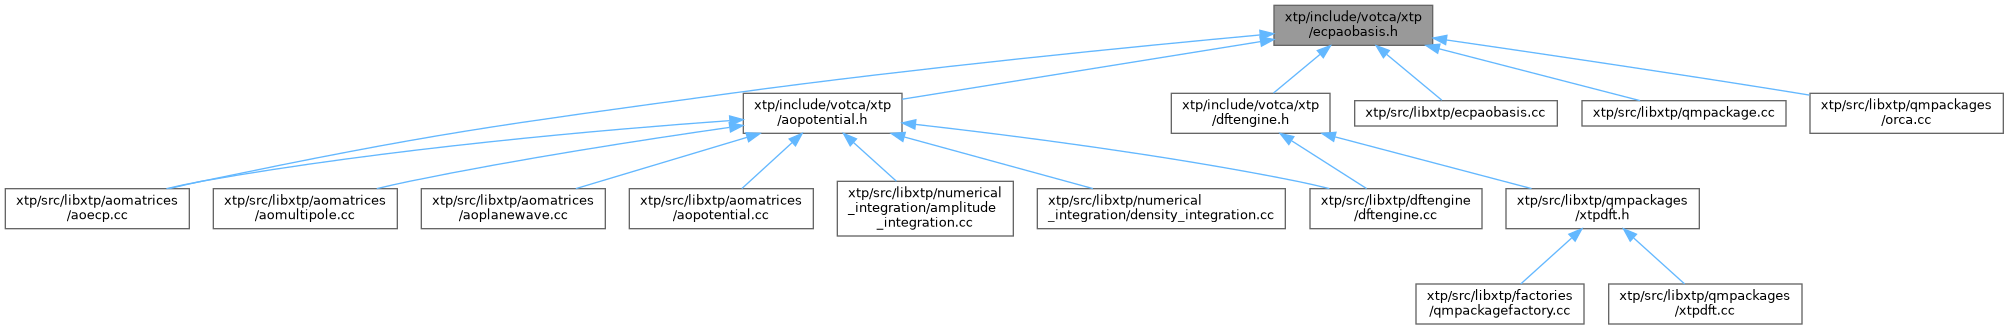 xtp/include/votca/xtp
/ecpaobasis.h
xtp/include/votca/xtp
/aopotential.h
xtp/include/votca/xtp
/dftengine.h
xtp/src/libxtp/ecpaobasis.cc
xtp/src/libxtp/qmpackage.cc
xtp/src/libxtp/qmpackages
/orca.cc
xtp/src/libxtp/aomatrices
/aoecp.cc
xtp/src/libxtp/aomatrices
/aomultipole.cc
xtp/src/libxtp/aomatrices
/aoplanewave.cc
xtp/src/libxtp/aomatrices
/aopotential.cc
xtp/src/libxtp/numerical
_integration/amplitude
_integration.cc
xtp/src/libxtp/numerical
_integration/density_integration.cc
xtp/src/libxtp/dftengine
/dftengine.cc
xtp/src/libxtp/qmpackages
/xtpdft.h
xtp/src/libxtp/factories
/qmpackagefactory.cc
xtp/src/libxtp/qmpackages
/xtpdft.cc